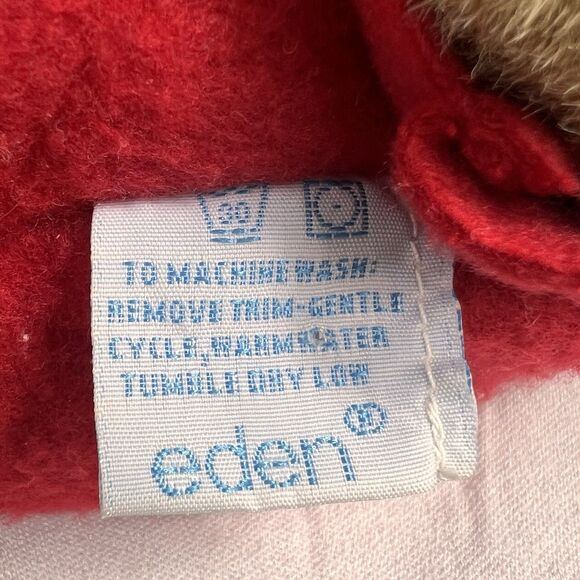 30
TO MACHINE WASH:
REMOVE TRIM-GENTLE
CYCLE, WARM WATER
TUMBLE DRY LOW
eden®